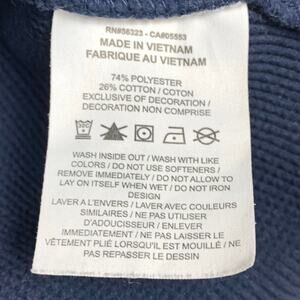 RN#56323 - CA#05553
MADE IN VIETNAM
FABRIQUE AU VIETNAM
74% POLYESTER
26% COTTON / COTON
EXCLUSIVE OF DECORATION /
DECORATION NON COMPRISE
WASH INSIDE OUT / WASH WITH LIKE
COLORS / DO NOT USE SOFTENERS /
REMOVE IMMEDIATELY / DO NOT ALLOW TO
LAY ON ITSELF WHEN WET / DO NOT IRON
DESIGN
LAVER A L'ENVERS / LAVER AVEC COULEURS
SIMILAIRES / NE PAS UTILISER
D'ADOUCISSEUR / ENLEVER
IMMEDIATEMENT / NE PAS LAISSER LE
VÊTEMENT PLIÉ LORSQU'IL EST MOUILLÉ / NE
PAS REPASSER LE DESSIN